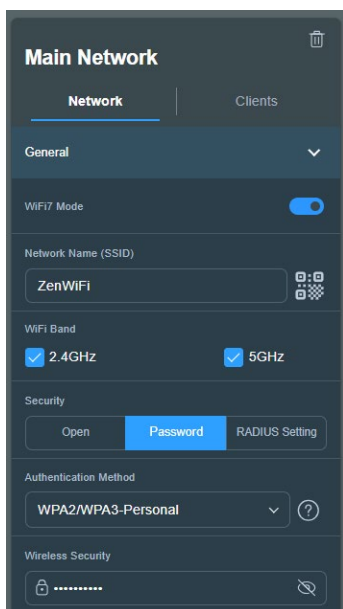 Main Network
Network
Clients
General
WiFi7 Mode
Network Name (SSID)
ZenWiFi
WiFi Band
2.4GHz
5GHz
Security
Open
Password
RADIUS Setting
Authentication Method
WPA2/WPA3-Personal
?
Wireless Security
••••••••••